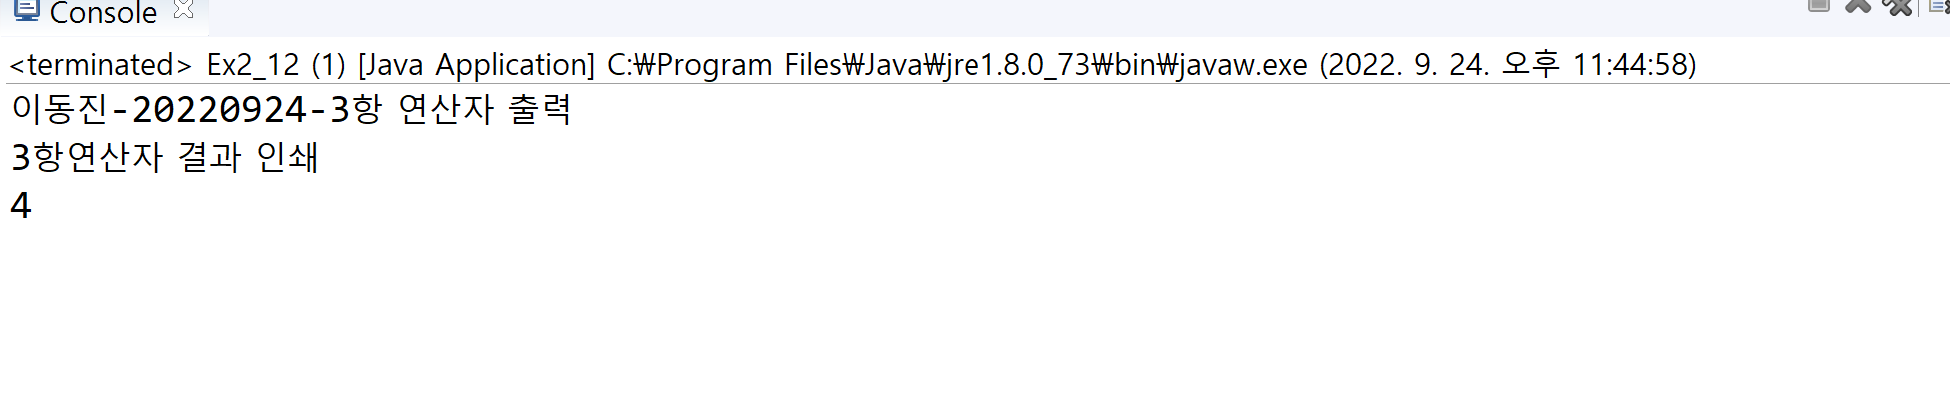 Console
<terminated> Ex2_12 (1) [Java Application] C:₩Program Files₩Java₩jre1.8.0_73₩bin₩javaw.exe (2022. 9. 24. 오후 11:44:58)
이동진-20220924-3항 연산자 출력
3항연산자 결과 인쇄
4